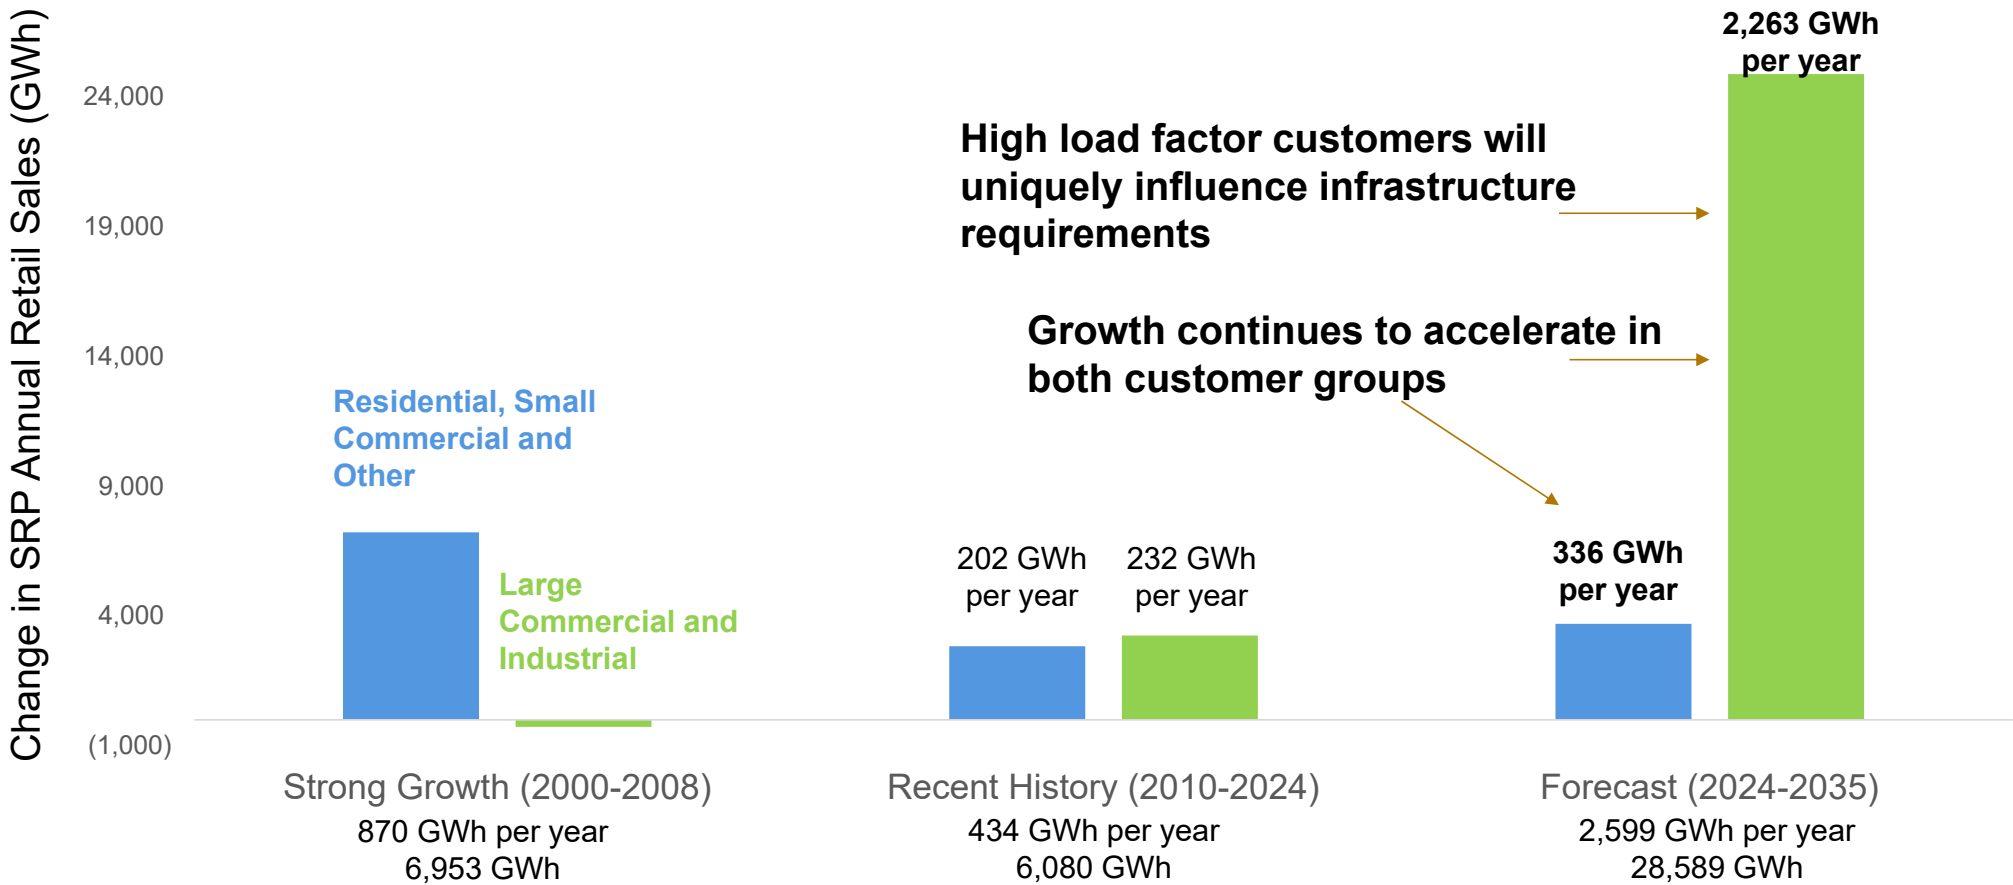 Change in SRP Annual Retail Sales (GWh)
24,000
19,000
14,000
9,000
4,000
(1,000)
Residential, Small
Commercial and
Other
Large
Commercial and
Industrial
202 GWh
per year
232 GWh
per year
High load factor customers will
uniquely influence infrastructure
requirements
Growth continues to accelerate in
both customer groups
336 GWh
per year
2,263 GWh
per year
Strong Growth (2000-2008)
870 GWh per year
6,953 GWh
Recent History (2010-2024)
434 GWh per year
6,080 GWh
Forecast (2024-2035)
2,599 GWh per year
28,589 GWh